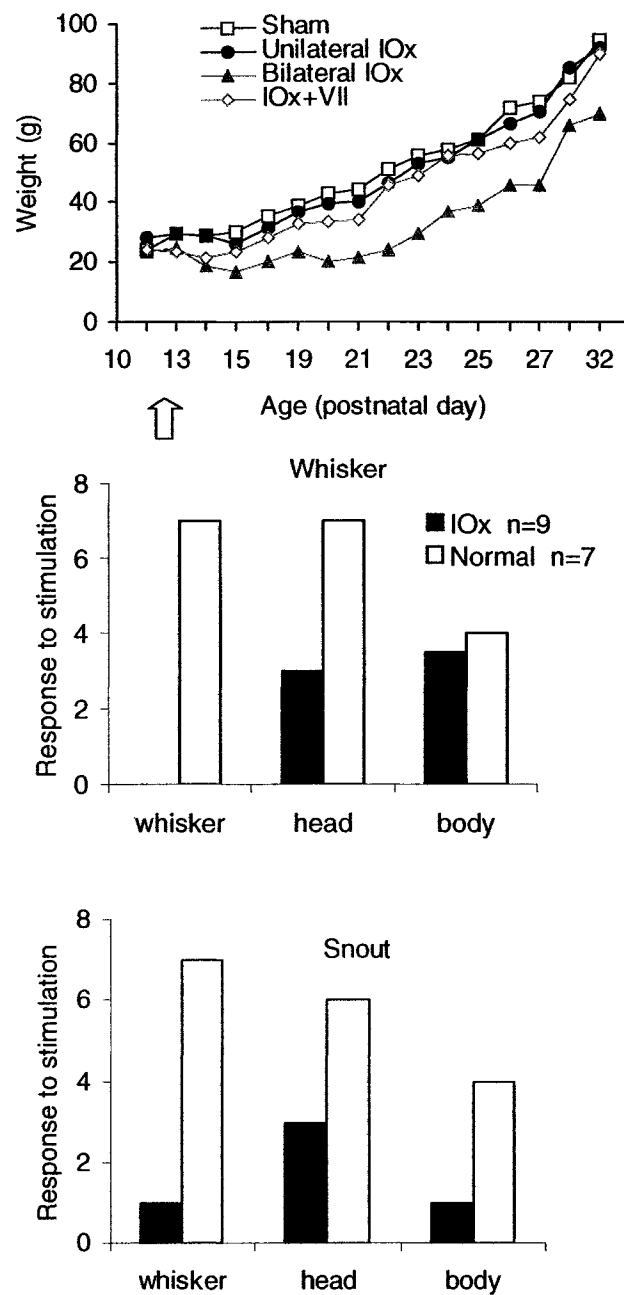 100
80
60
40
20
0
Weight (g)
Sham
Unilateral IOx
Bilateral IOx
IOx+VII
10 13 15 19 21 23 25 27 32
Age (postnatal day)
Whisker
8
6
4
2
0
Response to stimulation
IOx n=9
Normal n=7
whisker head body
Snout
8
6
4
2
0
Response to stimulation
whisker head body